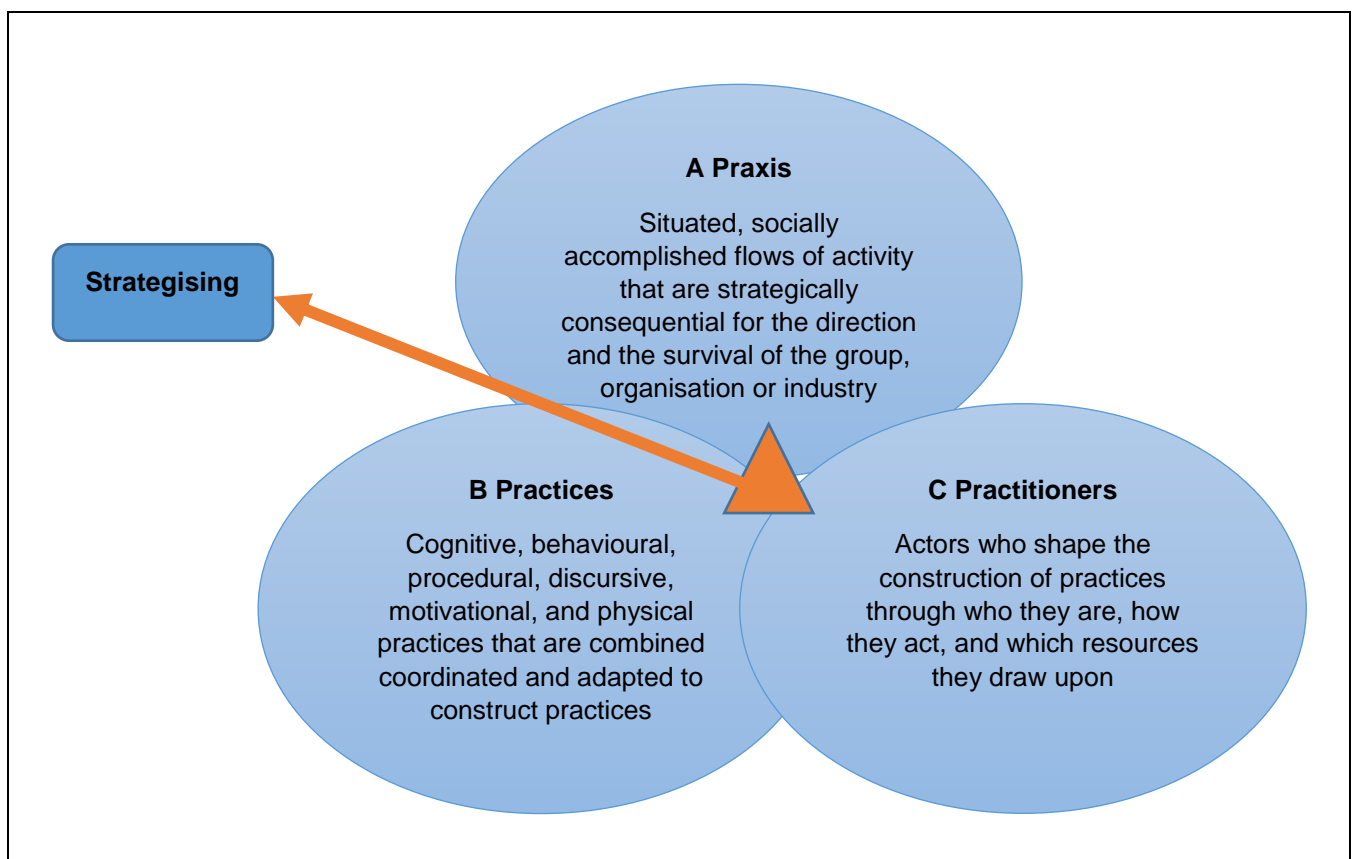 A Praxis
Situated, socially
accomplished flows of activity
that are strategically
consequential for the direction
and the survival of the group,
organisation or industry
Strategising
B Practices
Cognitive, behavioural,
procedural, discursive,
motivational, and physical
practices that are combined
coordinated and adapted to
construct practices
C Practitioners
Actors who shape the
construction of practices
through who they are, how
they act, and which resources
they draw upon